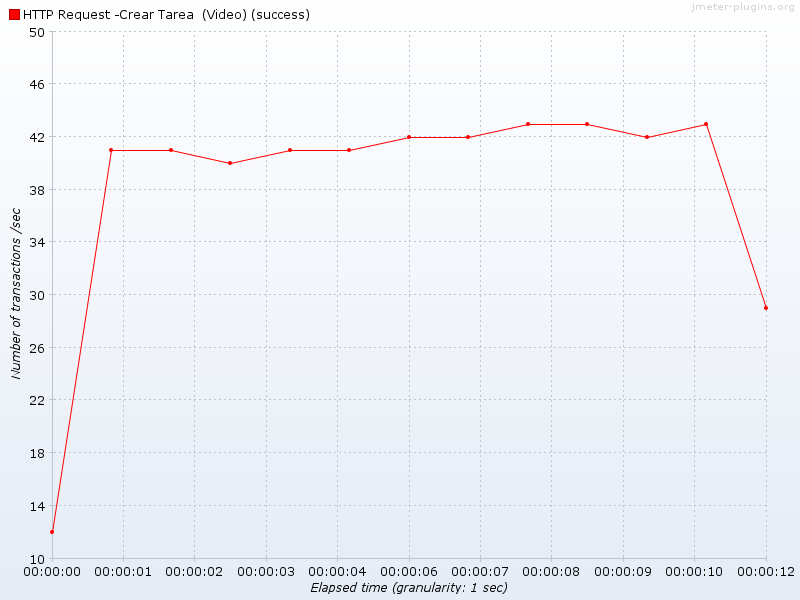 jmeter-plugins.org
HTTP Request -Crear Tarea  (Video) (success)
50
46
42
38
34
30
26
22
18
14
10
Number of transactions /sec
00:00:00 00:00:01 00:00:02 00:00:03 00:00:04 00:00:06 00:00:07 00:00:08 00:00:09 00:00:10 00:00:12
Elapsed time (granularity: 1 sec)